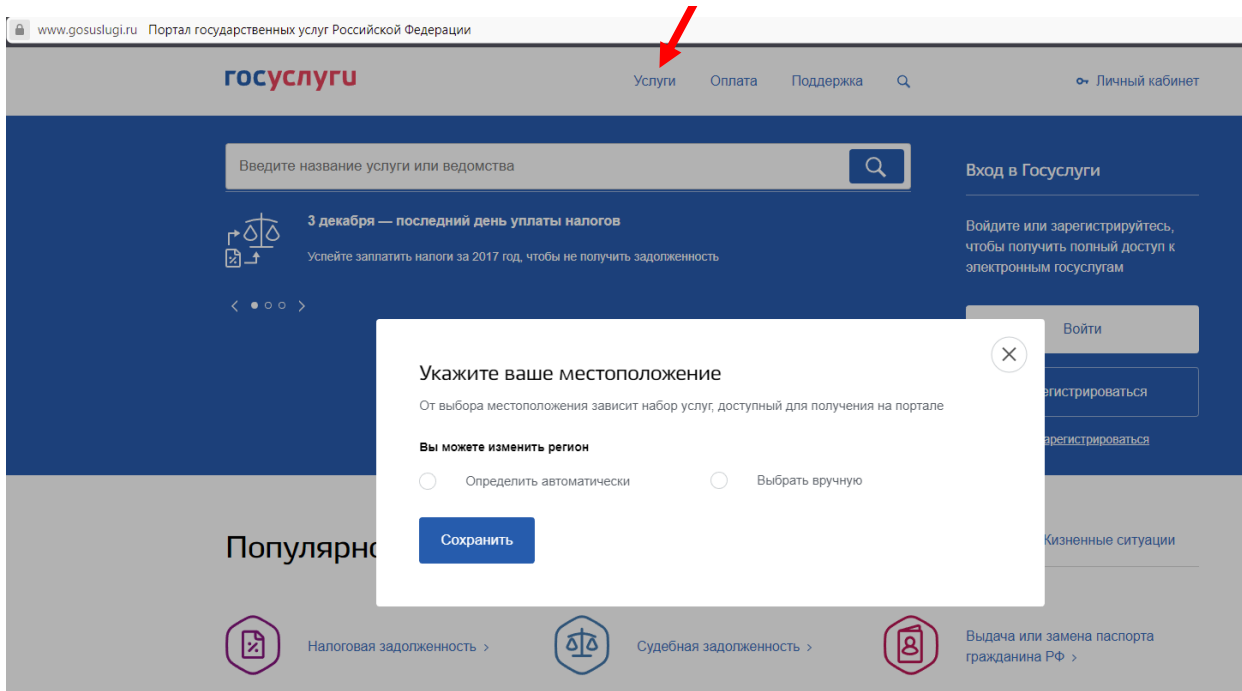 www.gosuslugi.ru Портал государственных услуг Российской Федерации
госуслуги
Услуги Оплата Поддержка Личный кабинет
Введите название услуги или ведомства
3 декабря — последний день уплаты налогов
Успейте заплатить налоги за 2017 год, чтобы не получить задолженность
Вход в Госуслуги
Войдите или зарегистрируйтесь,
чтобы получить полный доступ к
электронным госуслугам
Войти
гистрироваться
арегистрироваться
Укажите ваше местоположение
От выбора местоположения зависит набор услуг, доступный для получения на портале
Вы можете изменить регион
Определить автоматически Выбрать вручную
Сохранить
Популярно
Жизненные ситуации
Налоговая задолженность >
Судебная задолженность >
Выдача или замена паспорта
гражданина РФ >